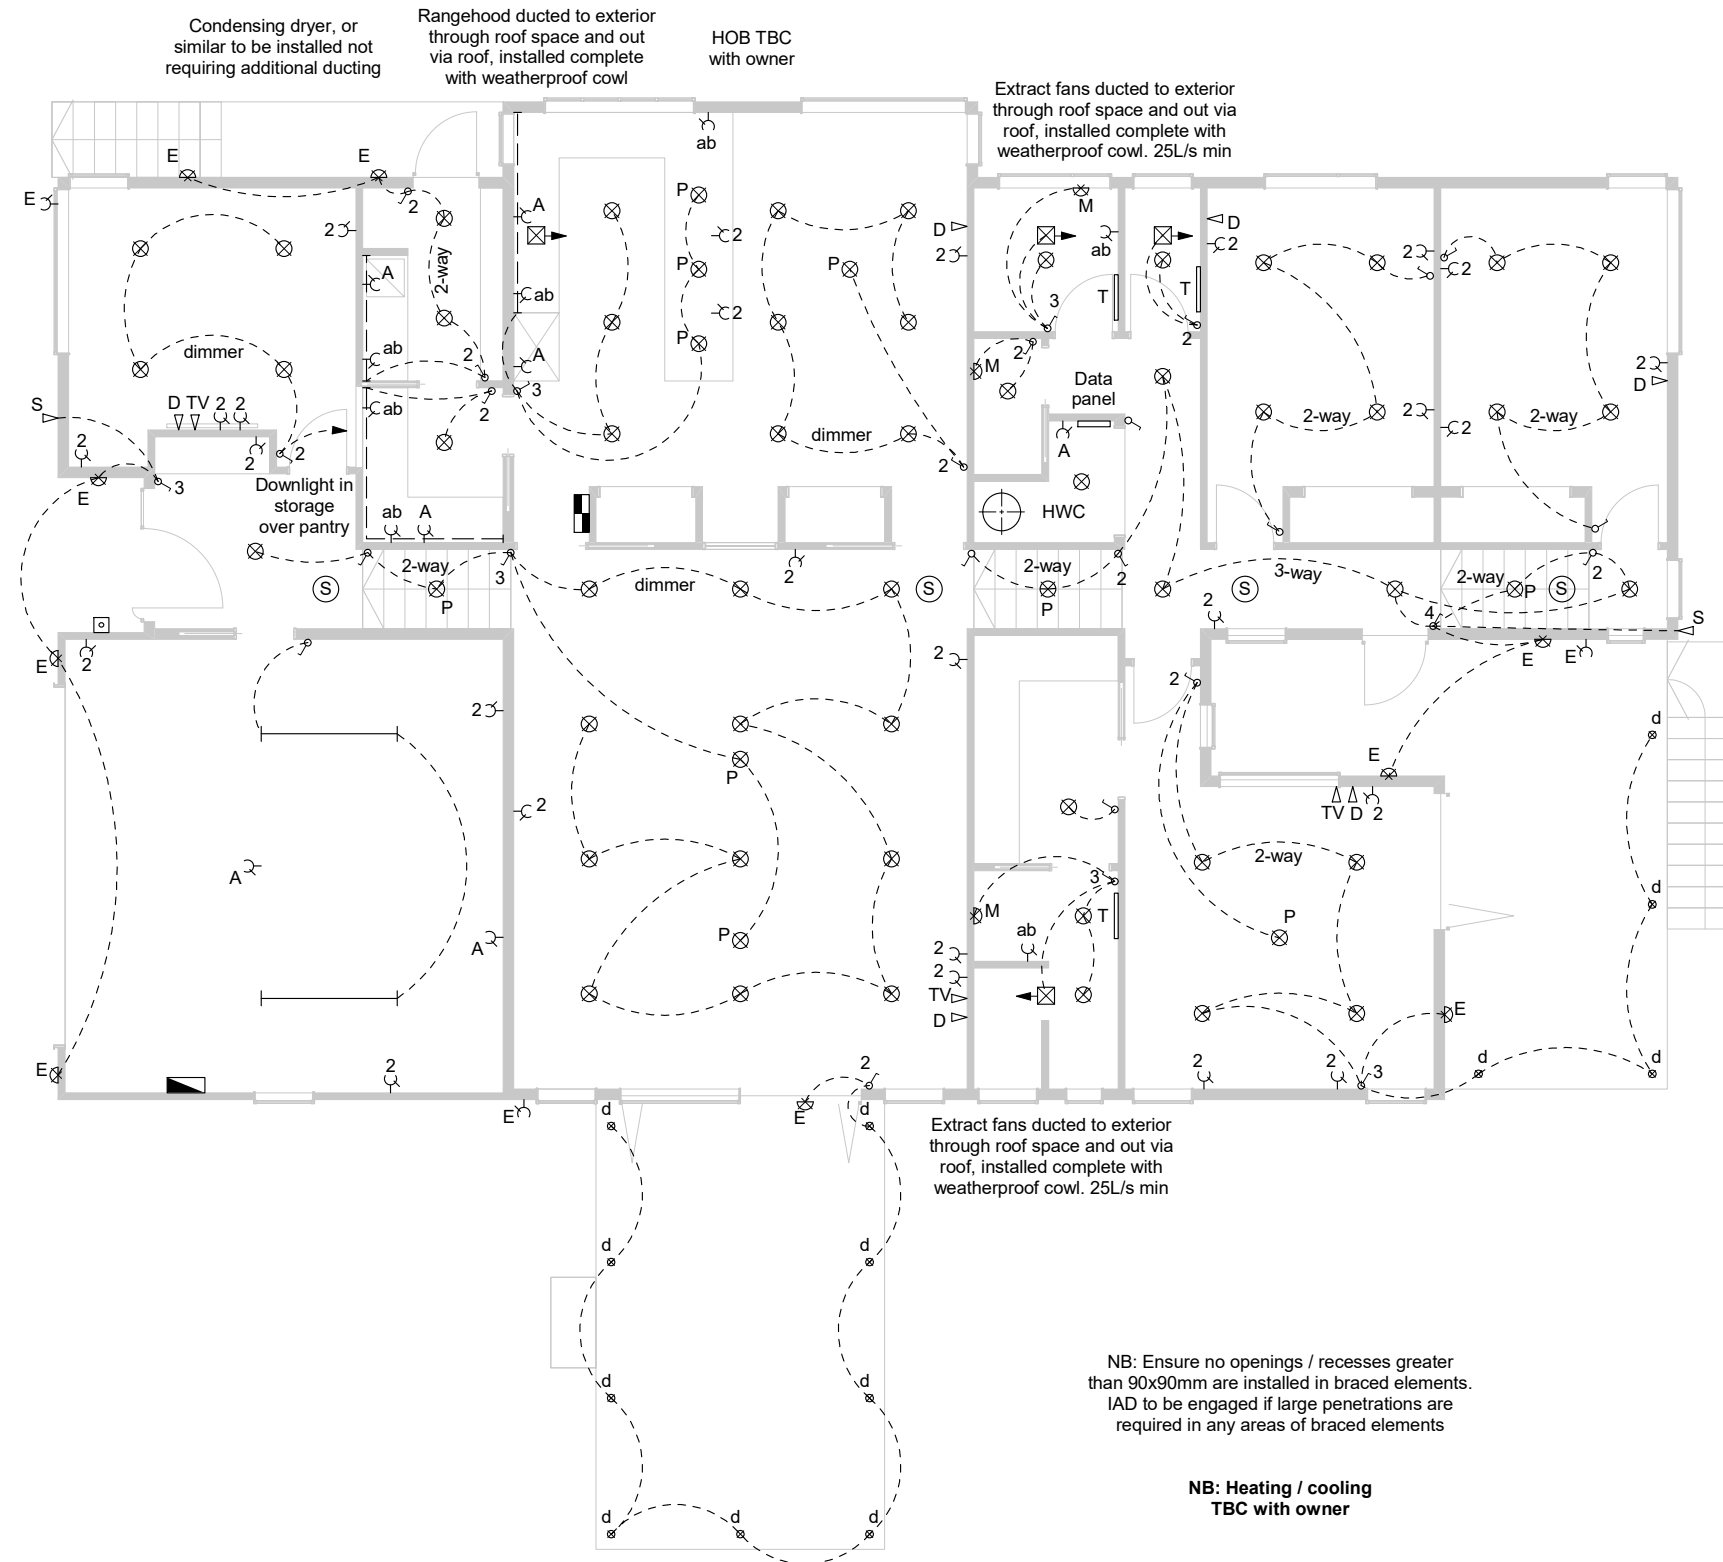 Condensing dryer, or
similar to be installed not
requiring additional ducting
Rangehood ducted to exterior
through roof space and out
via roof, installed complete
with weatherproof cowl
HOB TBC
with owner
Extract fans ducted to exterior
through roof space and out via
roof, installed complete with
weatherproof cowl. 25L/s min
E
E
ab
E
2
2
2-way
A
A
ab
ab
ab
A
P
P
P
2
2
P
D
2
M
ab
T
3
T
2
D
2
2
2
2
D
dimmer
D TV 2 2
2
2
S
2
E
3
2
2
3
A
dimmer
2
2
M
Data
panel
A
HWC
2-way
2
2
2-way
Downlight in
storage
over pantry
ab
A
2-way
P
3
S
dimmer
2
S
2-way
P
2
3-way
S
2
2-way
P
S
2
4
S
E
2
2
2
2
E
E
E
d
P
2
A
A
P
TV D 2
2-way
P
M
3
T
ab
2
2
TV
D
E
d
d
d
E
2
E
2
E
2
2
3
d
d
Extract fans ducted to exterior
through roof space and out via
roof, installed complete with
weatherproof cowl. 25L/s min
d
d
d
d
d
d
d
NB: Ensure no openings / recesses greater
than 90x90mm are installed in braced elements.
IAD to be engaged if large penetrations are
required in any areas of braced elements
NB: Heating / cooling
TBC with owner